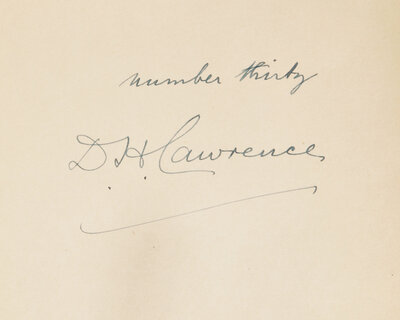 number thirty
D. H. Lawrence